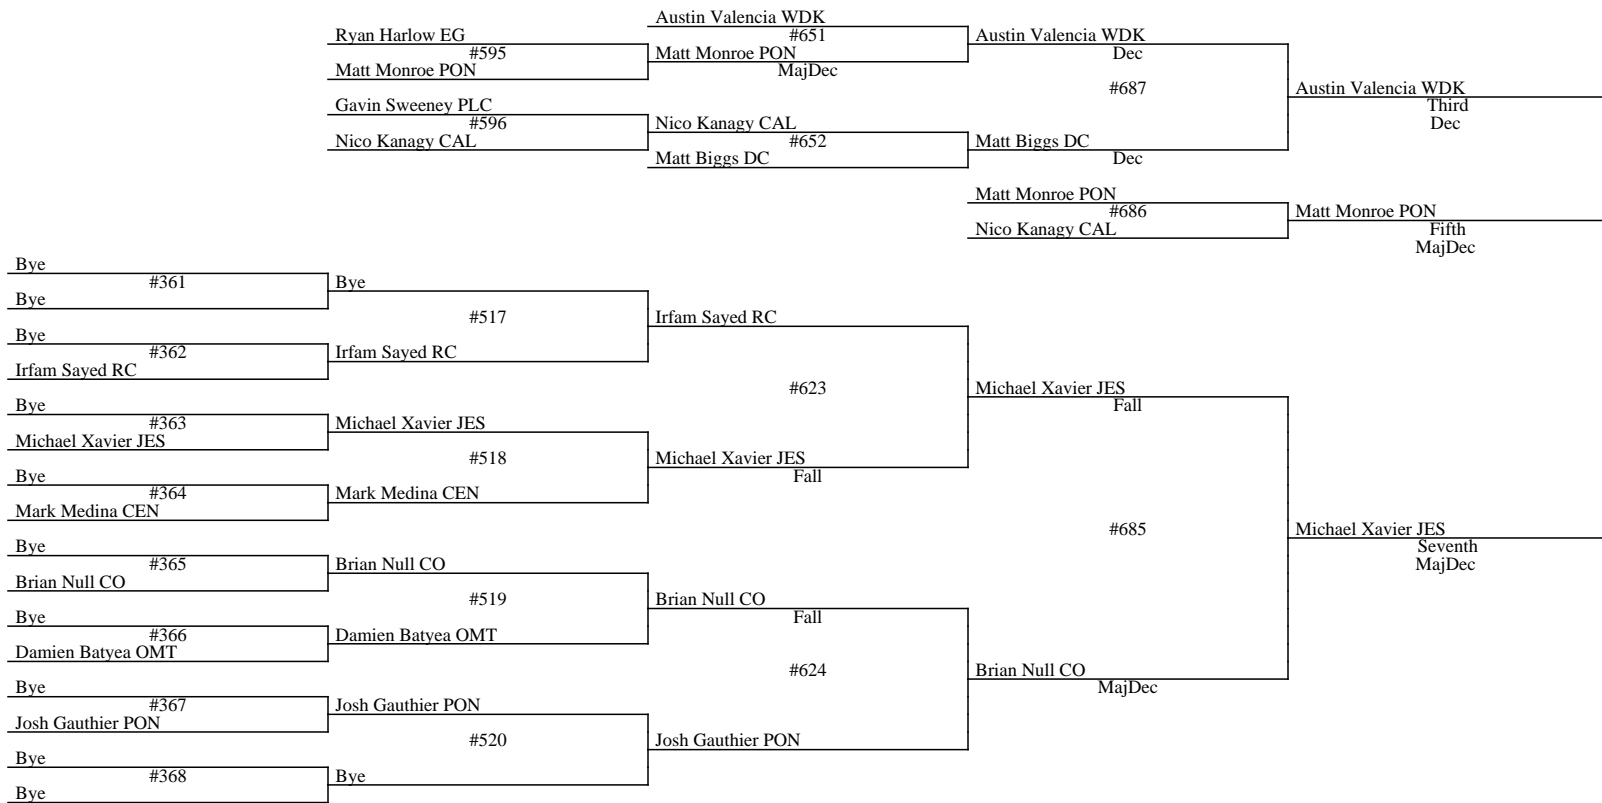 Austin Valencia WDK
Ryan Harlow EG
#651
Austin Valencia WDK
#595
Matt Monroe PON
Dec
Matt Monroe PON
MajDec
#687
Austin Valencia WDK
Gavin Sweeney PLC
Third
#596
Nico Kanagy CAL
Dec
Nico Kanagy CAL
#652
Matt Biggs DC
Matt Biggs DC
Dec
Matt Monroe PON
#686
Matt Monroe PON
Nico Kanagy CAL
Fifth
MajDec
Bye
#361
Bye
Bye
#517
Irfam Sayed RC
Bye
#362
Irfam Sayed RC
Irfam Sayed RC
#623
Michael Xavier JES
Bye
Fall
#363
Michael Xavier JES
Michael Xavier JES
#518
Michael Xavier JES
Bye
Fall
#364
Mark Medina CEN
Mark Medina CEN
#685
Michael Xavier JES
Bye
Seventh
#365
Brian Null CO
MajDec
Brian Null CO
#519
Brian Null CO
Bye
Fall
#366
Damien Batyea OMT
Damien Batyea OMT
#624
Brian Null CO
Bye
MajDec
#367
Josh Gauthier PON
Josh Gauthier PON
#520
Josh Gauthier PON
Bye
#368
Bye
Bye